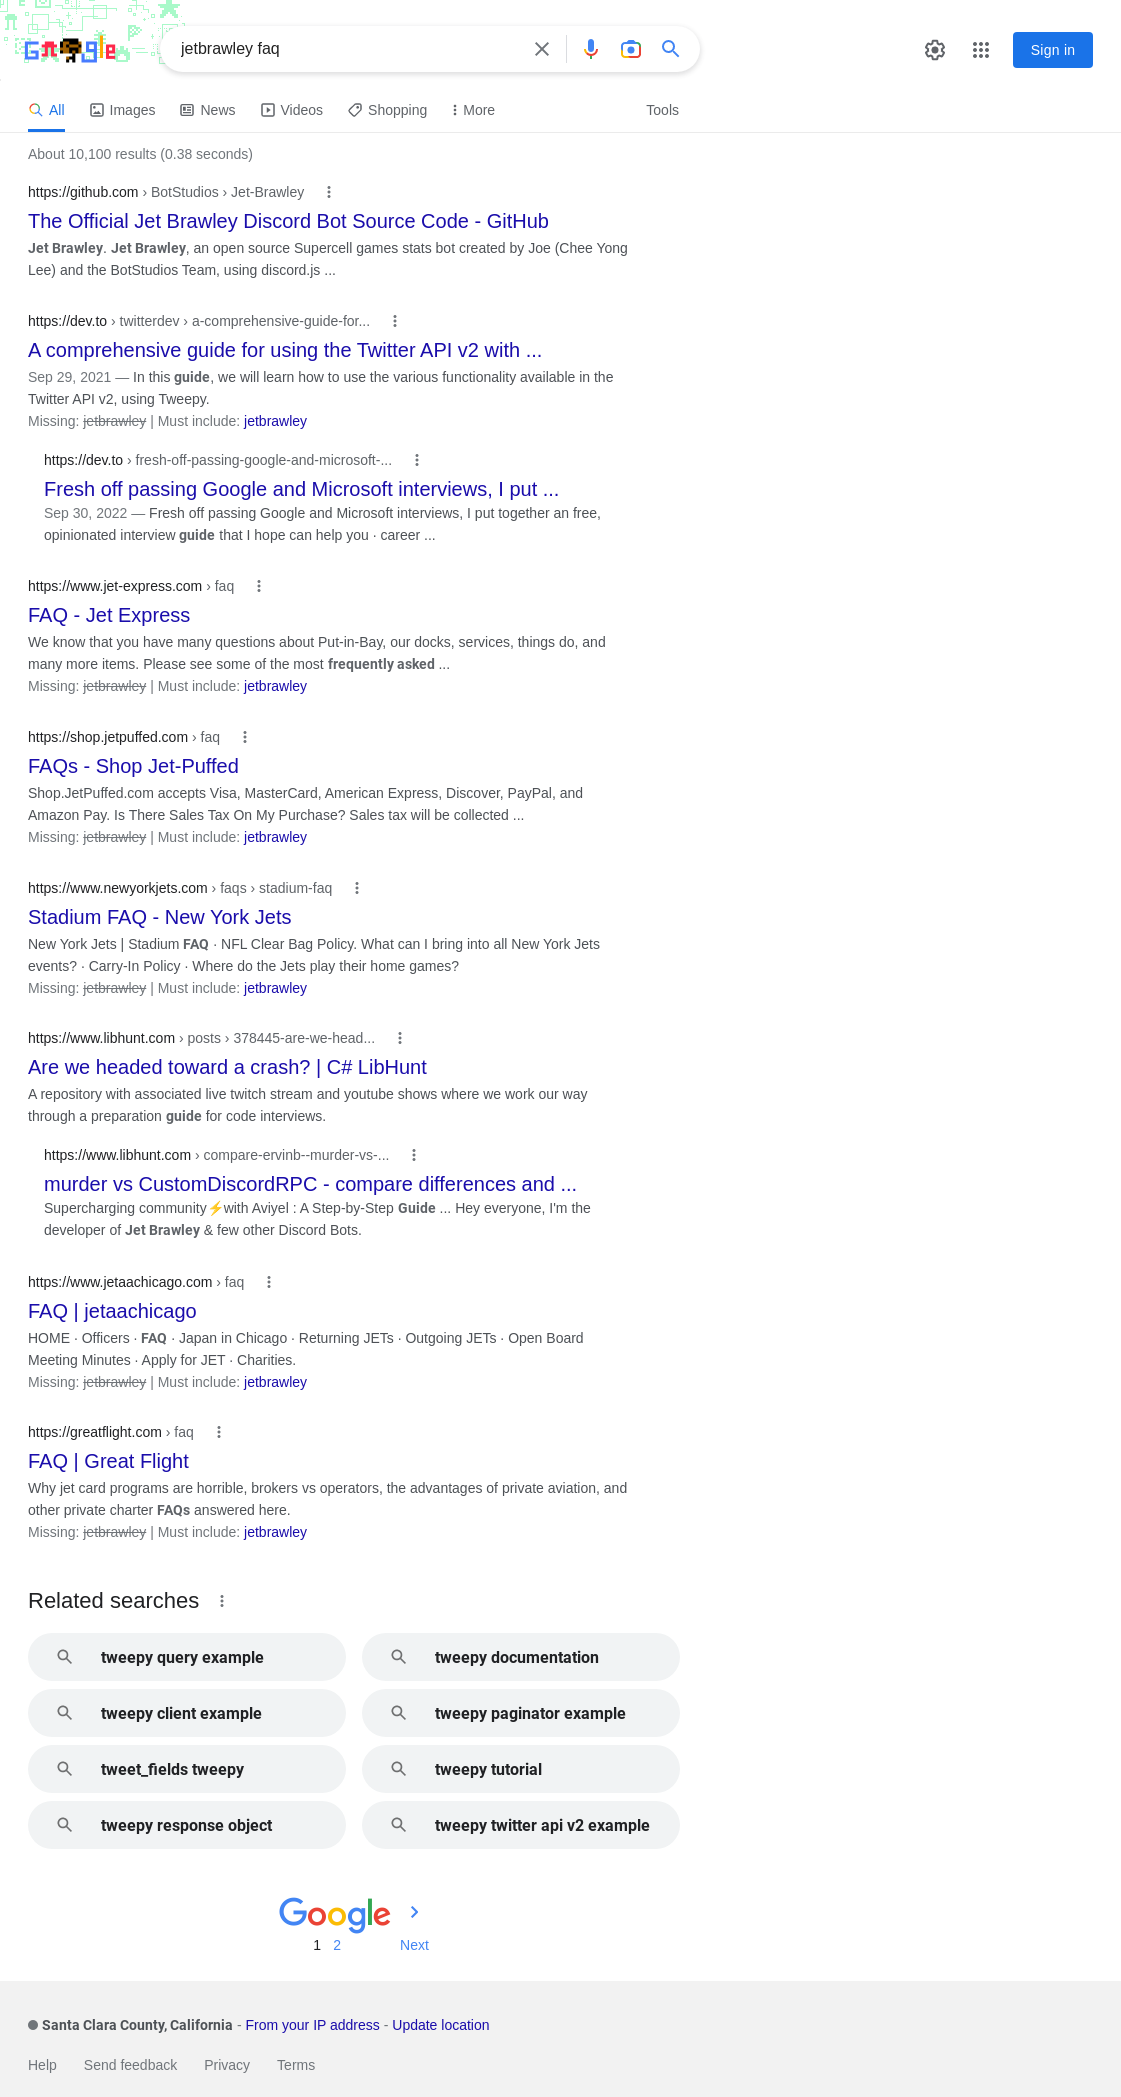 Google
jetbrawley faq
Sign in
All Images News Videos Shopping More Tools
About 10,100 results (0.38 seconds)
https://github.com › BotStudios › Jet-Brawley
The Official Jet Brawley Discord Bot Source Code - GitHub
Jet Brawley. Jet Brawley, an open source Supercell games stats bot created by Joe (Chee Yong
Lee) and the BotStudios Team, using discord.js ...
https://dev.to › twitterdev › a-comprehensive-guide-for...
A comprehensive guide for using the Twitter API v2 with ...
Sep 29, 2021 — In this guide, we will learn how to use the various functionality available in the
Twitter API v2, using Tweepy.
Missing: jetbrawley | Must include: jetbrawley
https://dev.to › fresh-off-passing-google-and-microsoft-...
Fresh off passing Google and Microsoft interviews, I put ...
Sep 30, 2022 — Fresh off passing Google and Microsoft interviews, I put together an free,
opinionated interview guide that I hope can help you · career ...
https://www.jet-express.com › faq
FAQ - Jet Express
We know that you have many questions about Put-in-Bay, our docks, services, things do, and
many more items. Please see some of the most frequently asked ...
Missing: jetbrawley | Must include: jetbrawley
https://shop.jetpuffed.com › faq
FAQs - Shop Jet-Puffed
Shop.JetPuffed.com accepts Visa, MasterCard, American Express, Discover, PayPal, and
Amazon Pay. Is There Sales Tax On My Purchase? Sales tax will be collected ...
Missing: jetbrawley | Must include: jetbrawley
https://www.newyorkjets.com › faqs › stadium-faq
Stadium FAQ - New York Jets
New York Jets | Stadium FAQ · NFL Clear Bag Policy. What can I bring into all New York Jets
events? · Carry-In Policy · Where do the Jets play their home games?
Missing: jetbrawley | Must include: jetbrawley
https://www.libhunt.com › posts › 378445-are-we-head...
Are we headed toward a crash? | C# LibHunt
A repository with associated live twitch stream and youtube shows where we work our way
through a preparation guide for code interviews.
https://www.libhunt.com › compare-ervinb--murder-vs-...
murder vs CustomDiscordRPC - compare differences and ...
Supercharging community⚡with Aviyel : A Step-by-Step Guide ... Hey everyone, I'm the
developer of Jet Brawley & few other Discord Bots.
https://www.jetaachicago.com › faq
FAQ | jetaachicago
HOME · Officers · FAQ · Japan in Chicago · Returning JETs · Outgoing JETs · Open Board
Meeting Minutes · Apply for JET · Charities.
Missing: jetbrawley | Must include: jetbrawley
https://greatflight.com › faq
FAQ | Great Flight
Why jet card programs are horrible, brokers vs operators, the advantages of private aviation, and
other private charter FAQs answered here.
Missing: jetbrawley | Must include: jetbrawley
Related searches
tweepy query example
tweepy documentation
tweepy client example
tweepy paginator example
tweet_fields tweepy
tweepy tutorial
tweepy response object
tweepy twitter api v2 example
Google
1 2 Next
Santa Clara County, California - From your IP address - Update location
Help Send feedback Privacy Terms